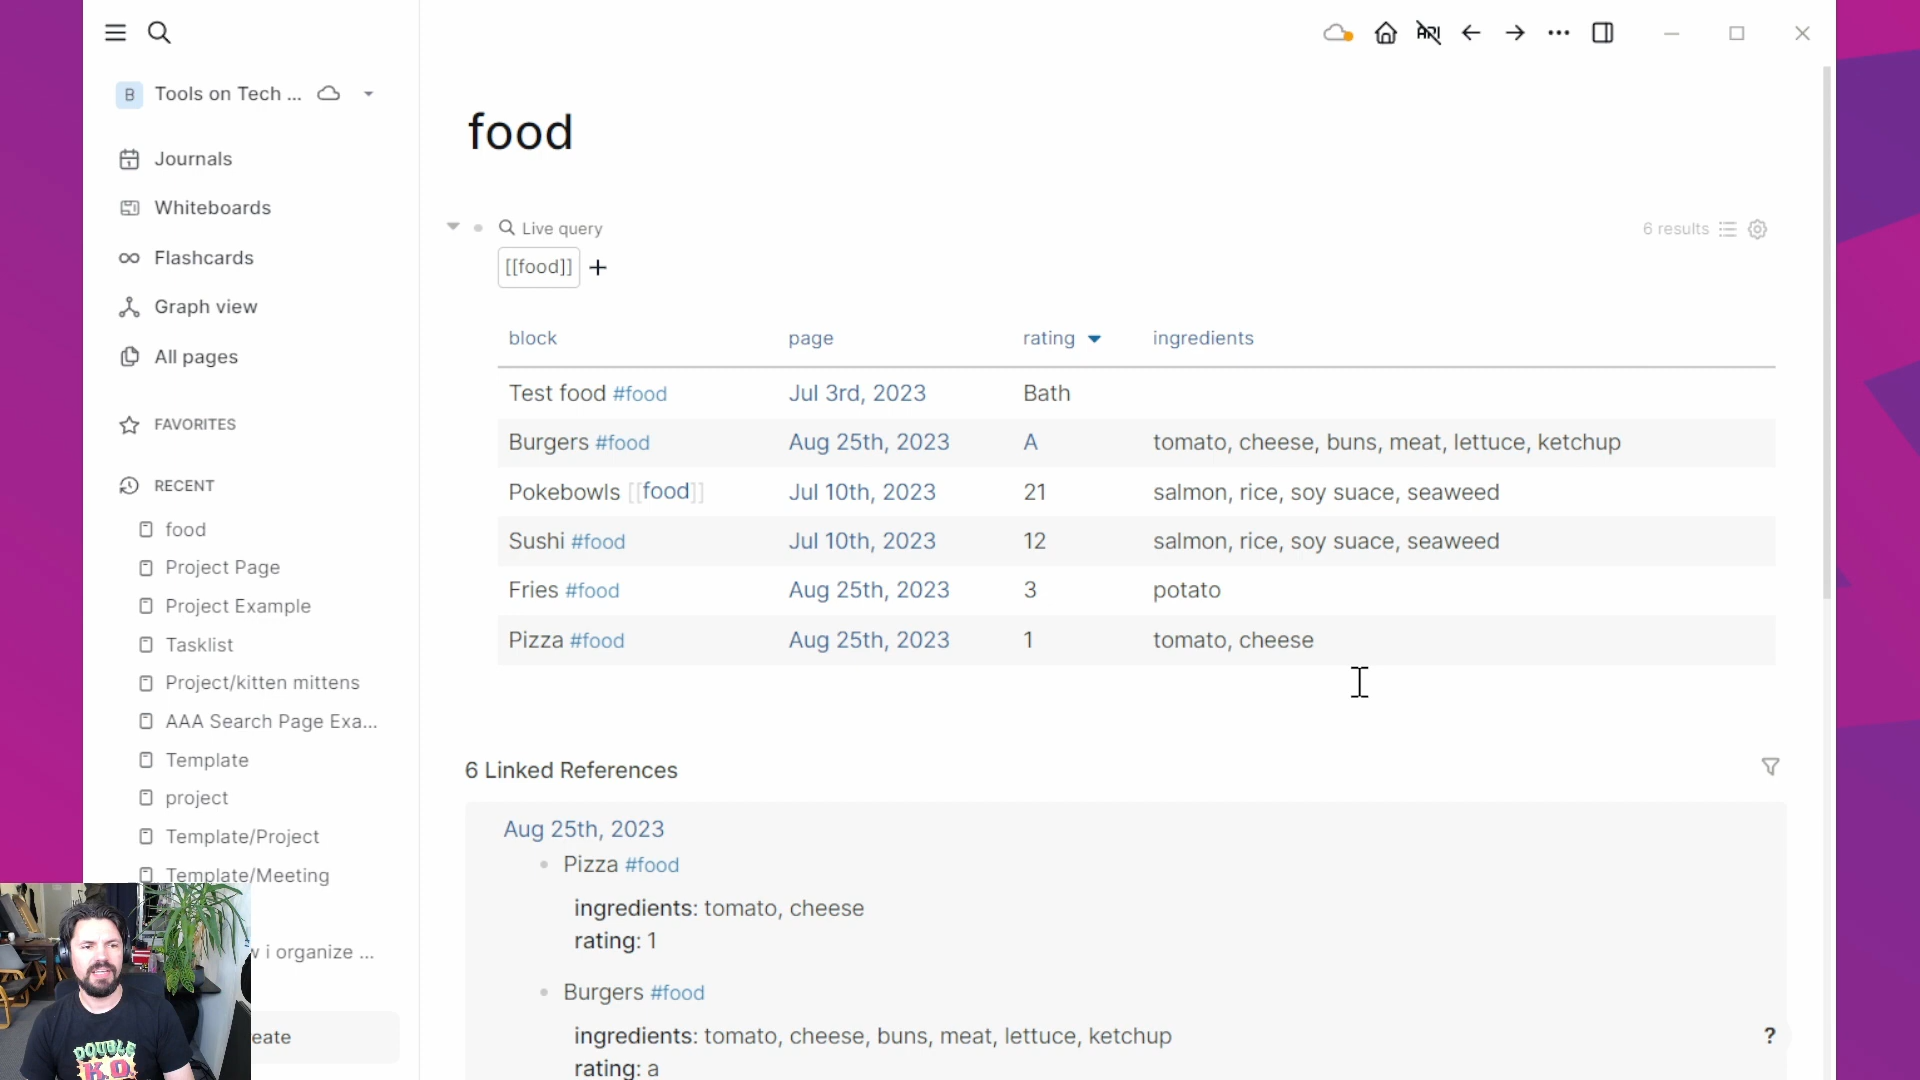 B Tools on Tech ...
Journals
Whiteboards
Flashcards
Graph view
All pages
FAVORITES
RECENT
food
Project Page
Project Example
Tasklist
Project/kitten mittens
AAA Search Page Exa...
Template
project
Template/Project
Template/Meeting
w i organize ...
eate
API
food
Live query
6 results
[[food]] +
block page rating ingredients
Test food #food Jul 3rd, 2023 Bath
Burgers #food Aug 25th, 2023 A tomato, cheese, buns, meat, lettuce, ketchup
Pokebowls [[food]] Jul 10th, 2023 21 salmon, rice, soy suace, seaweed
Sushi #food Jul 10th, 2023 12 salmon, rice, soy suace, seaweed
Fries #food Aug 25th, 2023 3 potato
Pizza #food Aug 25th, 2023 1 tomato, cheese
6 Linked References
Aug 25th, 2023
Pizza #food
ingredients: tomato, cheese
rating: 1
Burgers #food
ingredients: tomato, cheese, buns, meat, lettuce, ketchup
rating: a
?
DOUBLE
K.O.